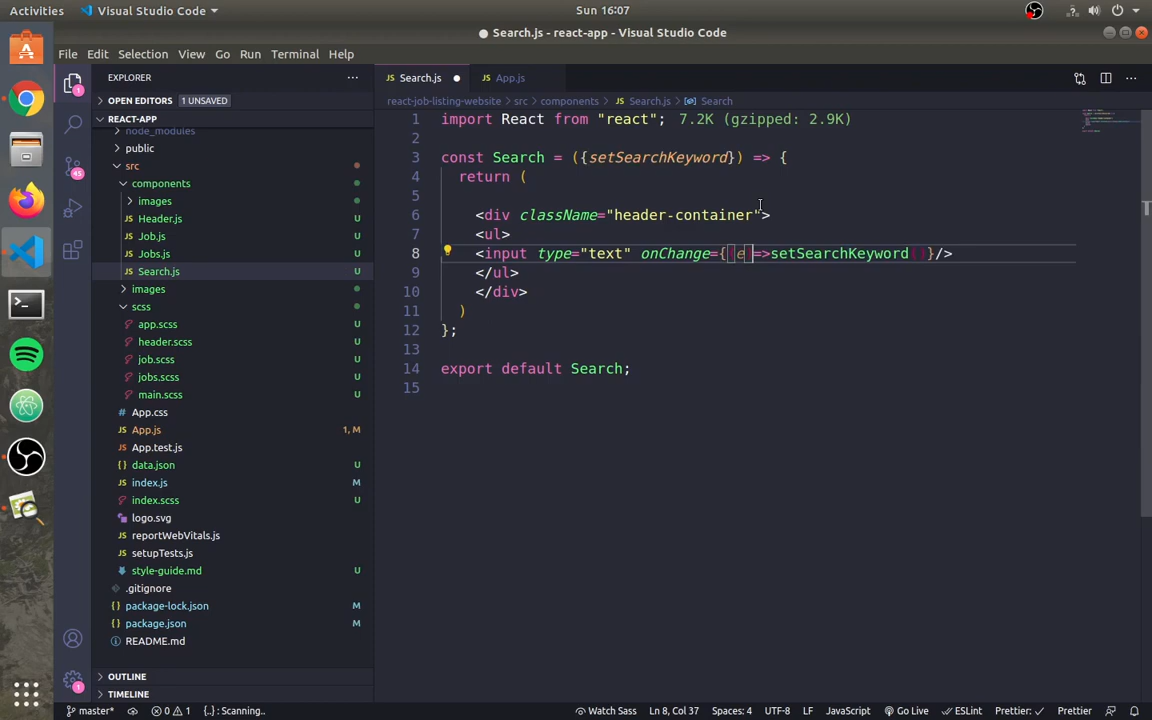 Activities
Visual Studio Code
Sun 16:07
Search.js - react-app - Visual Studio Code
File Edit Selection View Go Run Terminal Help
EXPLORER
OPEN EDITORS 1 UNSAVED
REACT-APP
node_modules
public
src
components
images
Header.js U
Job.js U
Jobs.js U
Search.js U
images
scss
app.scss U
header.scss U
job.scss U
jobs.scss U
main.scss U
App.css
App.js 1, M
App.test.js
data.json U
index.js M
index.scss U
logo.svg
reportWebVitals.js
setupTests.js
style-guide.md U
.gitignore
package-lock.json M
package.json M
README.md
OUTLINE
TIMELINE
1
45
1
Search.js
App.js
react-job-listing-website > src > components > Search.js > Search
1 import React from "react"; 7.2K (gzipped: 2.9K)
2
3 const Search = ({setSearchKeyword}) => {
4 return (
5
6 <div className="header-container">
7 <ul>
8 <input type="text" onChange={(e)=>setSearchKeyword()}/>
9 </ul>
10 </div>
11 )
12 };
13
14 export default Search;
15
master* 0 1 {..}: Scanning.. Watch Sass Ln 8, Col 37 Spaces: 4 UTF-8 LF JavaScript Go Live ESLint Prettier: ✓ Prettier